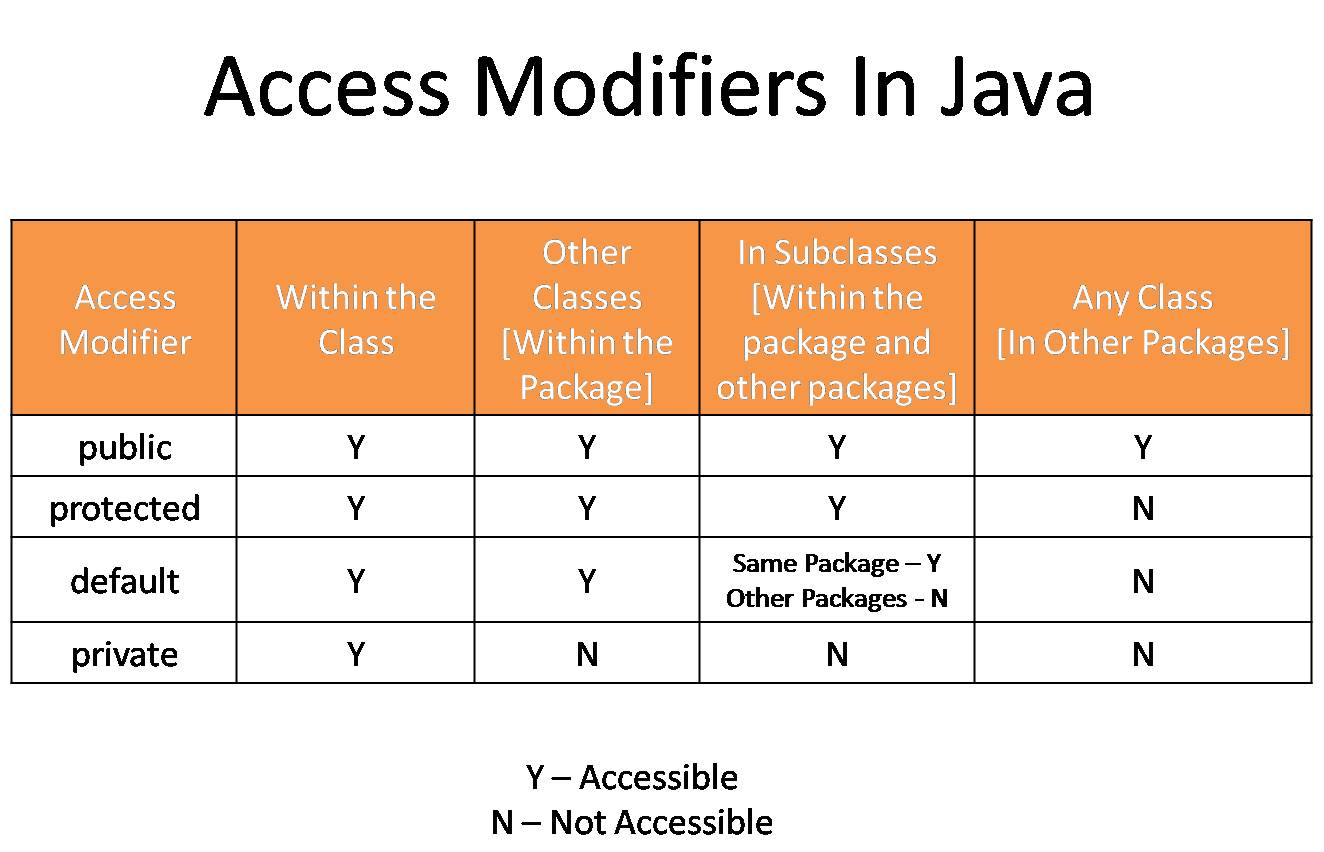 Access Modifiers In Java
Access
Modifier
Within the
Class
Other
Classes
[Within the
Package]
In Subclasses
[Within the
package and
other packages]
Any Class
[In Other Packages]
public
Y
Y
Y
Y
protected
Y
Y
Y
N
default
Y
Y
Same Package – Y
Other Packages - N
N
private
Y
N
N
N
Y – Accessible
N – Not Accessible